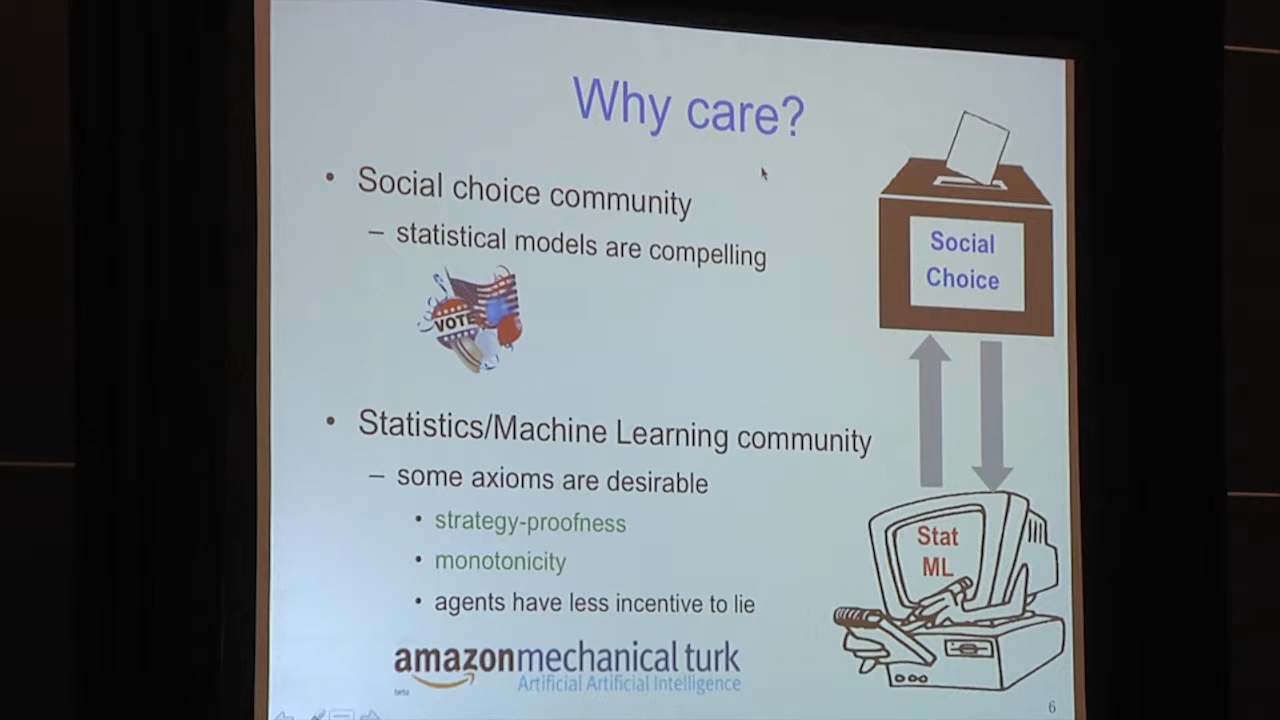 Why care?
• Social choice community
– statistical models are compelling
VOTE
• Statistics/Machine Learning community
– some axioms are desirable
• strategy-proofness
• monotonicity
• agents have less incentive to lie
amazonmechanical turk
beta
Artificial Artificial Intelligence
Social
Choice
Stat
ML
6